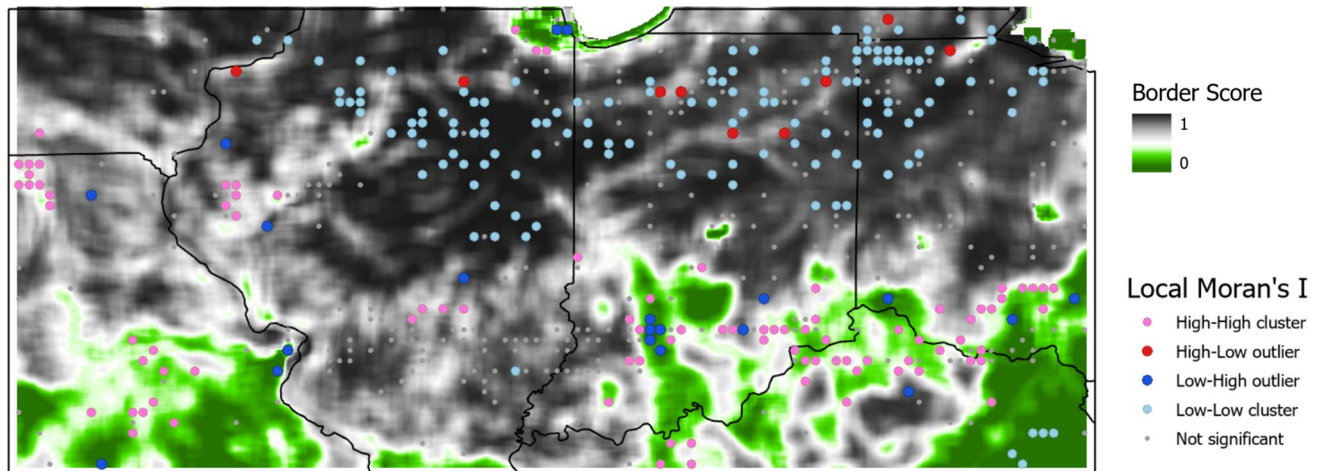 Border Score
1
0
Local Moran's I
High-High cluster
High-Low outlier
Low-High outlier
Low-Low cluster
Not significant